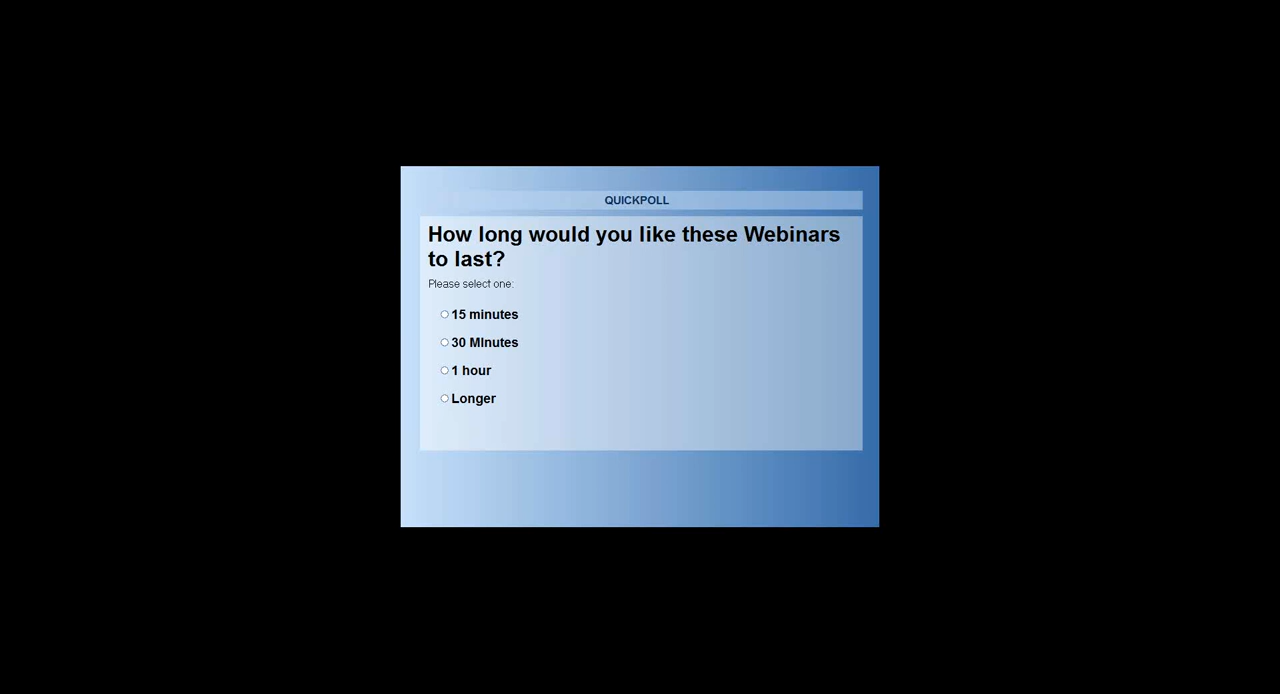 QUICKPOLL
How long would you like these Webinars
to last?
Please select one:
15 minutes
30 MInutes
1 hour
Longer